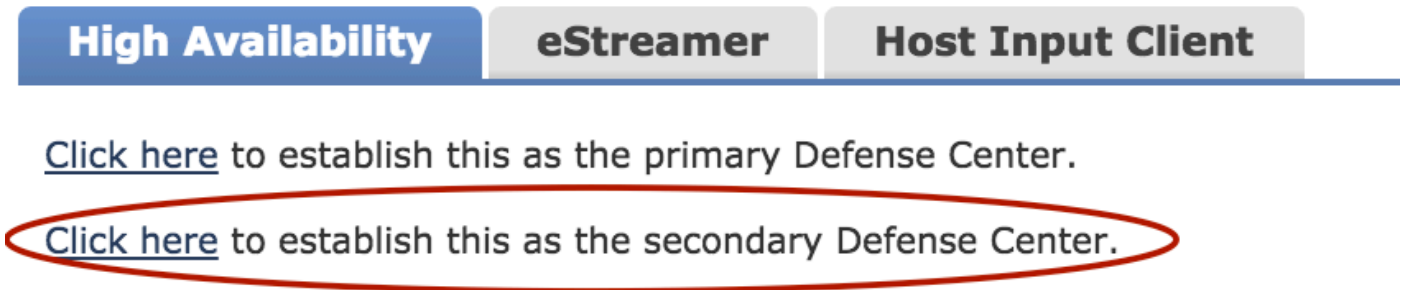 High Availability eStreamer Host Input Client
Click here to establish this as the primary Defense Center.
Click here to establish this as the secondary Defense Center.